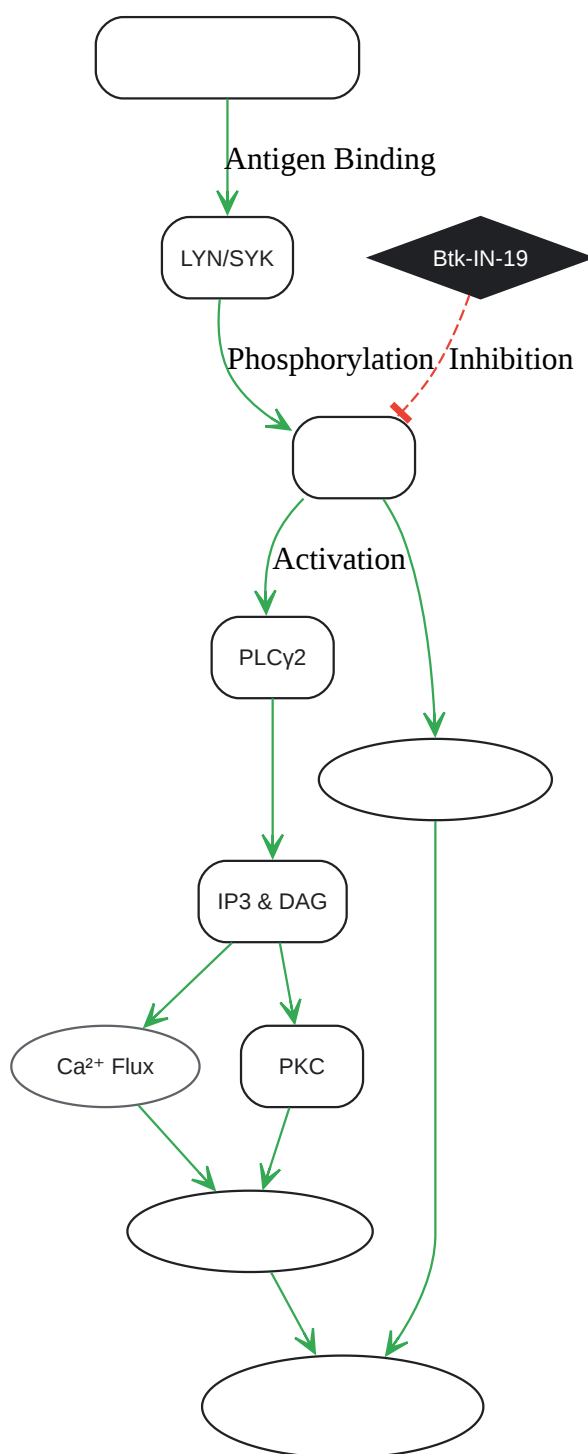 Antigen Binding
LYN/SYK
Btk-IN-19
Phosphorylation
Inhibition
Activation
PLCγ2
IP3 & DAG
Ca²⁺ Flux
PKC